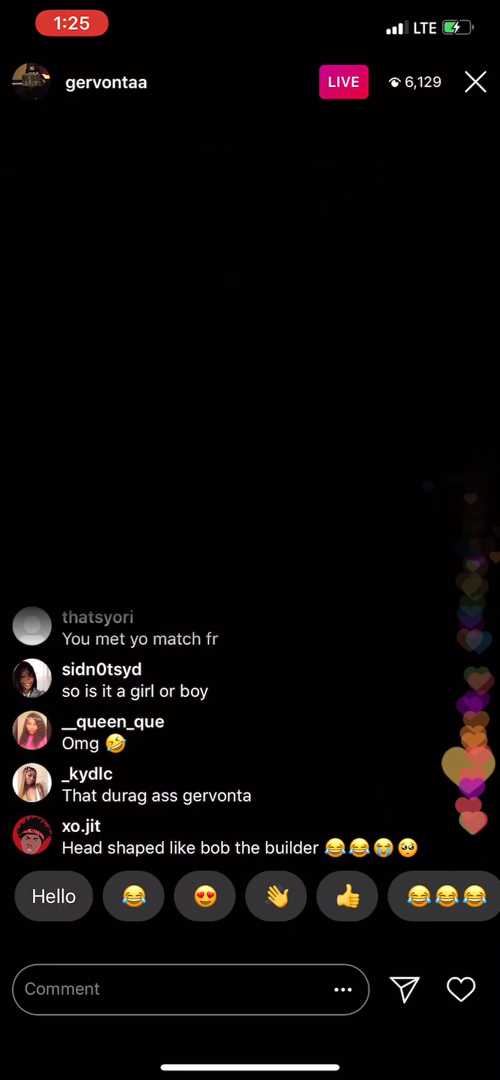 1:25
LTE
gervontaa
LIVE
6,129
thatsyori
You met yo match fr
sidn0tsyd
so is it a girl or boy
__queen_que
Omg 🤣
_kydlc
That durag ass gervonta
xo.jit
Head shaped like bob the builder 😂😂😭🥺
Hello 😂 😍 👋 👍 😂😂😂
Comment